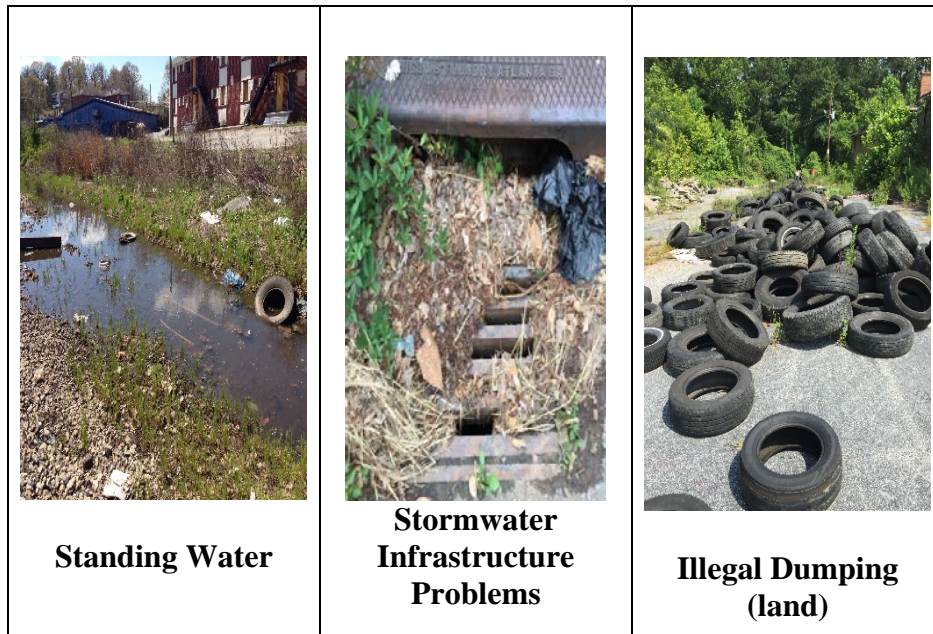 Standing Water
Stormwater
Infrastructure
Problems
Illegal Dumping
(land)